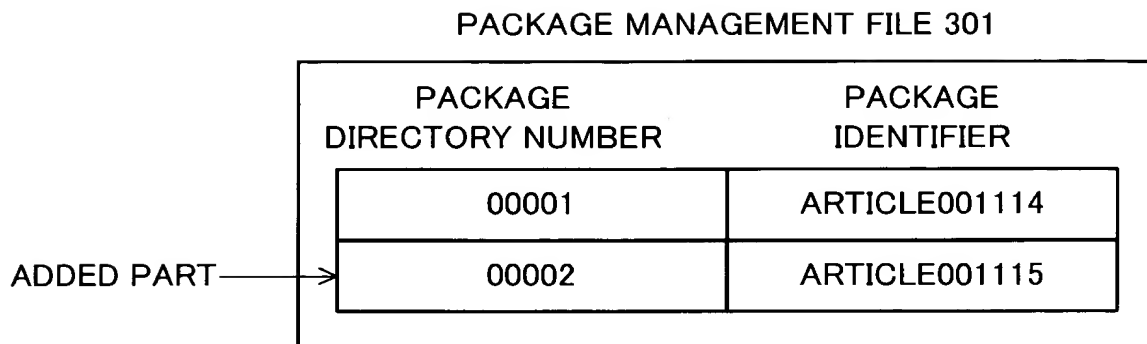 PACKAGE MANAGEMENT FILE 301
PACKAGE DIRECTORY NUMBER
PACKAGE IDENTIFIER
00001 ARTICLE001114
ADDED PART 00002 ARTICLE001115